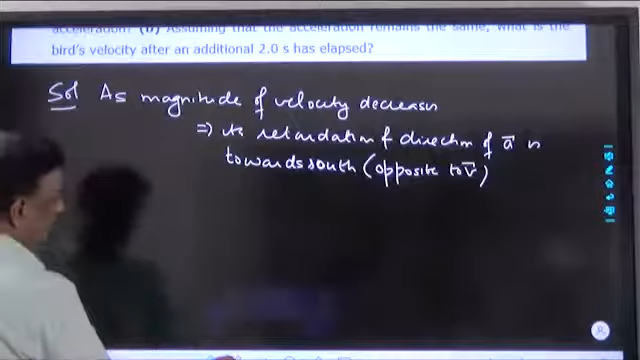 acceleration? (b) Assuming that the acceleration remains the same, what is the
bird's velocity after an additional 2.0 s has elapsed?
Sol As magnitude of velocity decreases
⇒ its retardation & direction of a⃗ is
towards south (opposite to v⃗)